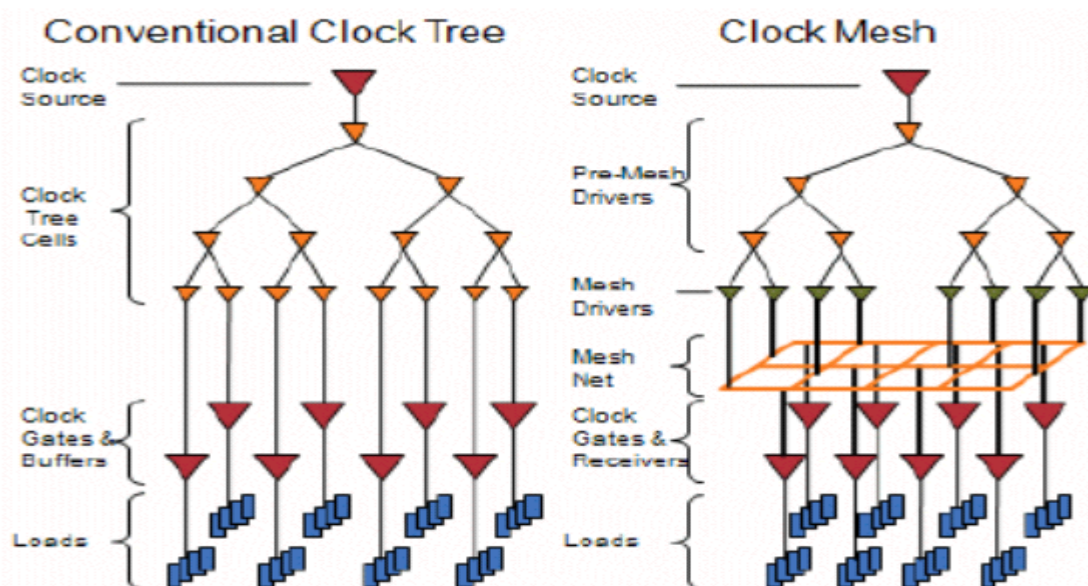 Conventional Clock Tree
Clock Mesh
Clock
Source
Clock
Tree
Cells
Clock
Gates &
Buffers
Loads
Clock
Source
Pre-Mesh
Drivers
Mesh
Drivers
Mesh
Net
Clock
Gates &
Receivers
Loads